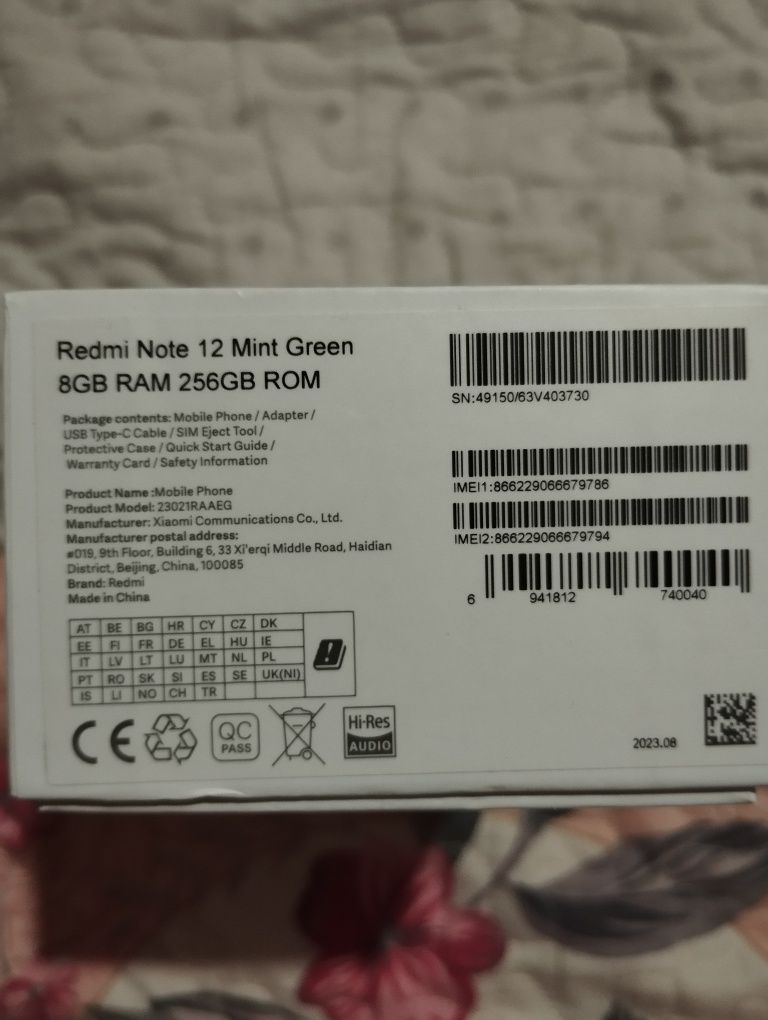 Redmi Note 12 Mint Green
8GB RAM 256GB ROM
Package contents: Mobile Phone / Adapter /
USB Type-C Cable / SIM Eject Tool /
Protective Case / Quick Start Guide /
Warranty Card / Safety Information
Product Name :Mobile Phone
Product Model: 23021RAAEG
Manufacturer: Xiaomi Communications Co., Ltd.
Manufacturer postal address:
#019, 9th Floor, Building 6, 33 Xi'erqi Middle Road, Haidian
District, Beijing, China, 100085
Brand: Redmi
Made in China
AT BE BG HR CY CZ DK
EE FI FR DE EL HU IE
IT LV LT LU MT NL PL
PT RO SK SI ES SE UK(NI)
IS LI NO CH TR
CE
QC
PASS
Hi-Res
AUDIO
SN:49150/63V403730
IMEI1:866229066679786
IMEI2:866229066679794
6 941812 740040
2023.08